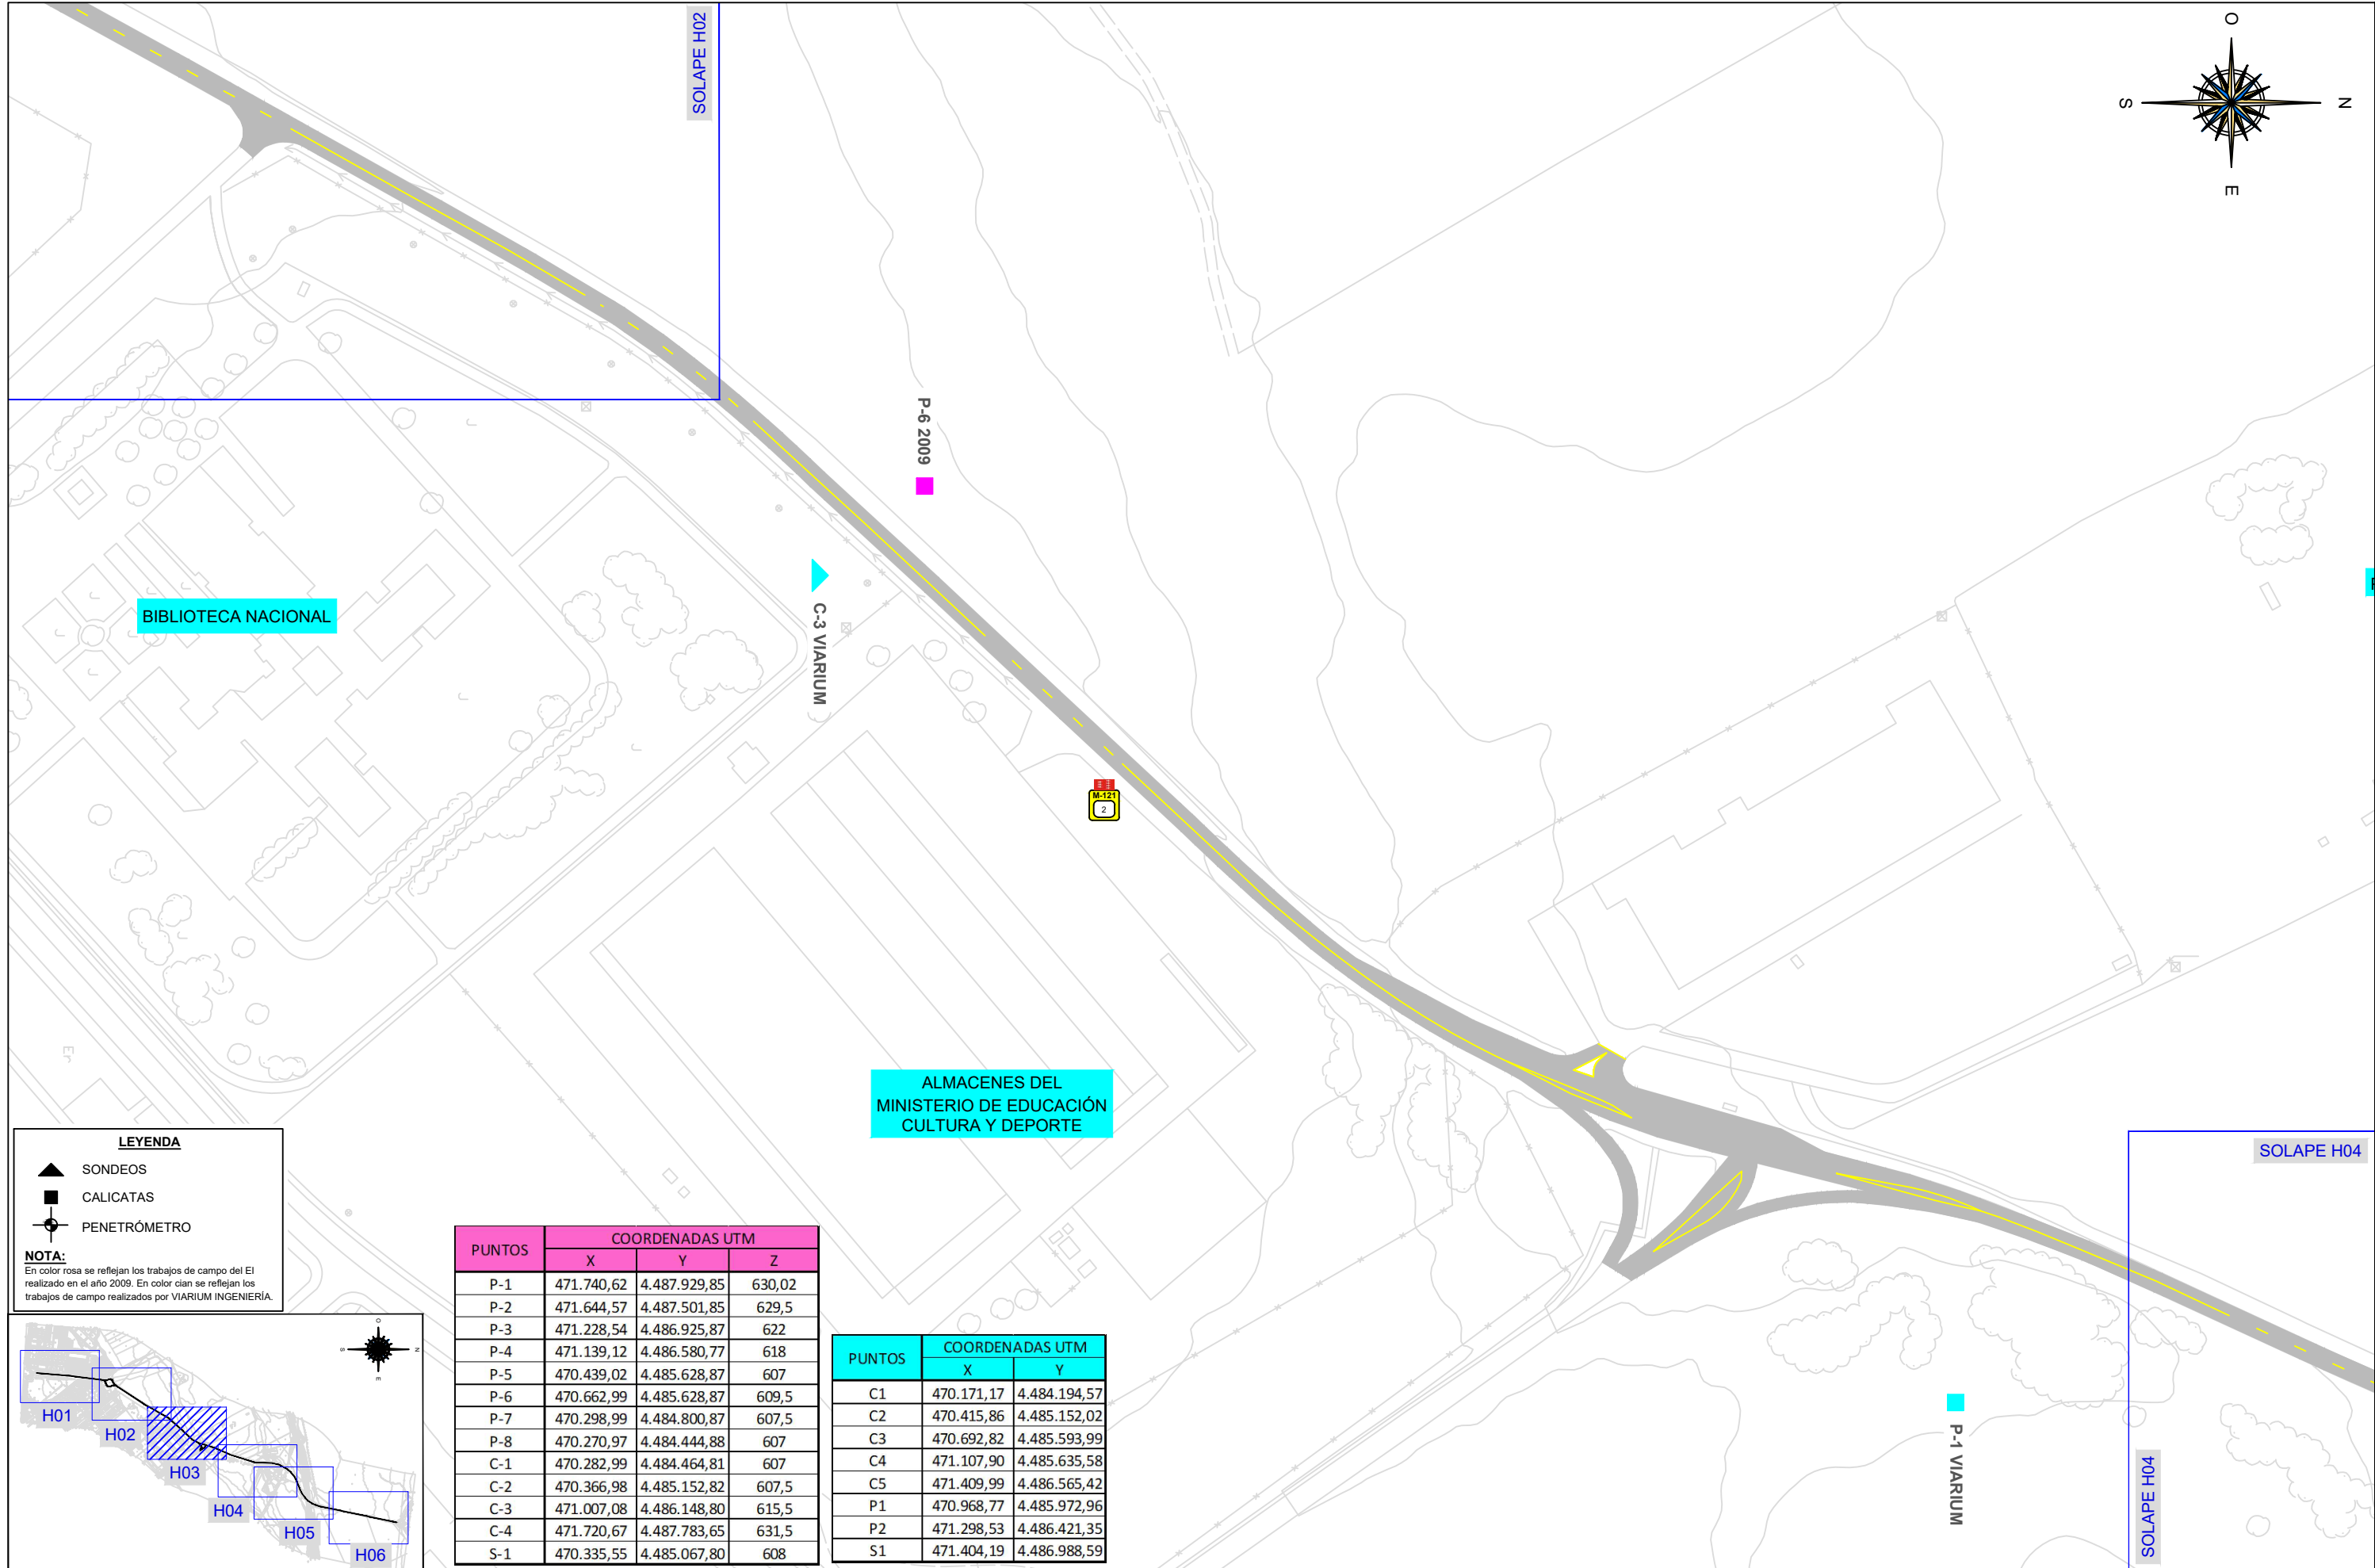 SOLAPE H02
O
S
N
E
P-6 2009
C-3 VIARIUM
BIBLIOTECA NACIONAL
M-121
2
ALMACENES DEL
MINISTERIO DE EDUCACIÓN
CULTURA Y DEPORTE
SOLAPE H04
SOLAPE H04
P-1 VIARIUM
Er
LEYENDA
SONDEOS
CALICATAS
PENETRÓMETRO
NOTA:
En color rosa se reflejan los trabajos de campo del EI
realizado en el año 2009. En color cian se reflejan los
trabajos de campo realizados por VIARIUM INGENIERÍA.
O
S
N
E
H01
H02
H03
H04
H05
H06
PUNTOS COORDENADAS UTM
X Y Z
P-1 471.740,62 4.487.929,85 630,02
P-2 471.644,57 4.487.501,85 629,5
P-3 471.228,54 4.486.925,87 622
P-4 471.139,12 4.486.580,77 618
P-5 470.439,02 4.485.628,87 607
P-6 470.662,99 4.485.628,87 609,5
P-7 470.298,99 4.484.800,87 607,5
P-8 470.270,97 4.484.444,88 607
C-1 470.282,99 4.484.464,81 607
C-2 470.366,98 4.485.152,82 607,5
C-3 471.007,08 4.486.148,80 615,5
C-4 471.720,67 4.487.783,65 631,5
S-1 470.335,55 4.485.067,80 608
PUNTOS COORDENADAS UTM
X Y
C1 470.171,17 4.484.194,57
C2 470.415,86 4.485.152,02
C3 470.692,82 4.485.593,99
C4 471.107,90 4.485.635,58
C5 471.409,99 4.486.565,42
P1 470.968,77 4.485.972,96
P2 471.298,53 4.486.421,35
S1 471.404,19 4.486.988,59